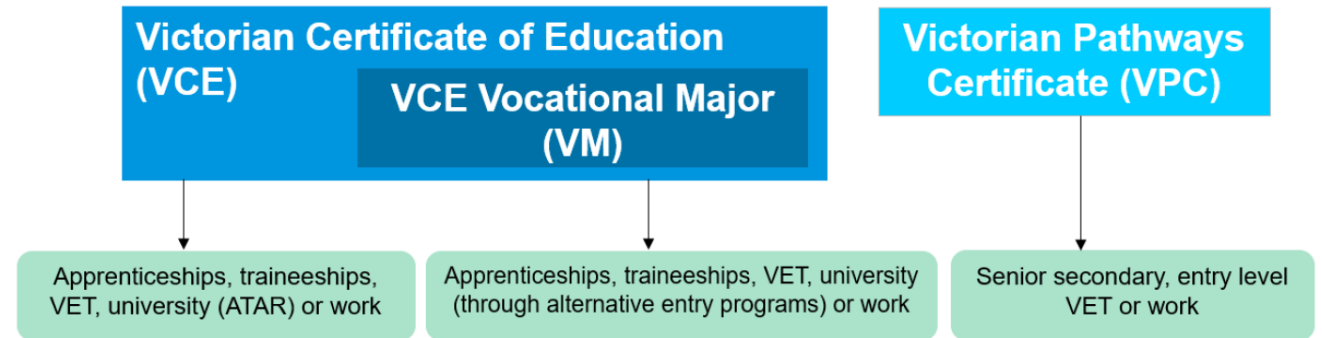 Victorian Certificate of Education
(VCE)
VCE Vocational Major
(VM)
Victorian Pathways
Certificate (VPC)
Apprenticeships, traineeships,
VET, university (ATAR) or work
Apprenticeships, traineeships, VET, university
(through alternative entry programs) or work
Senior secondary, entry level
VET or work